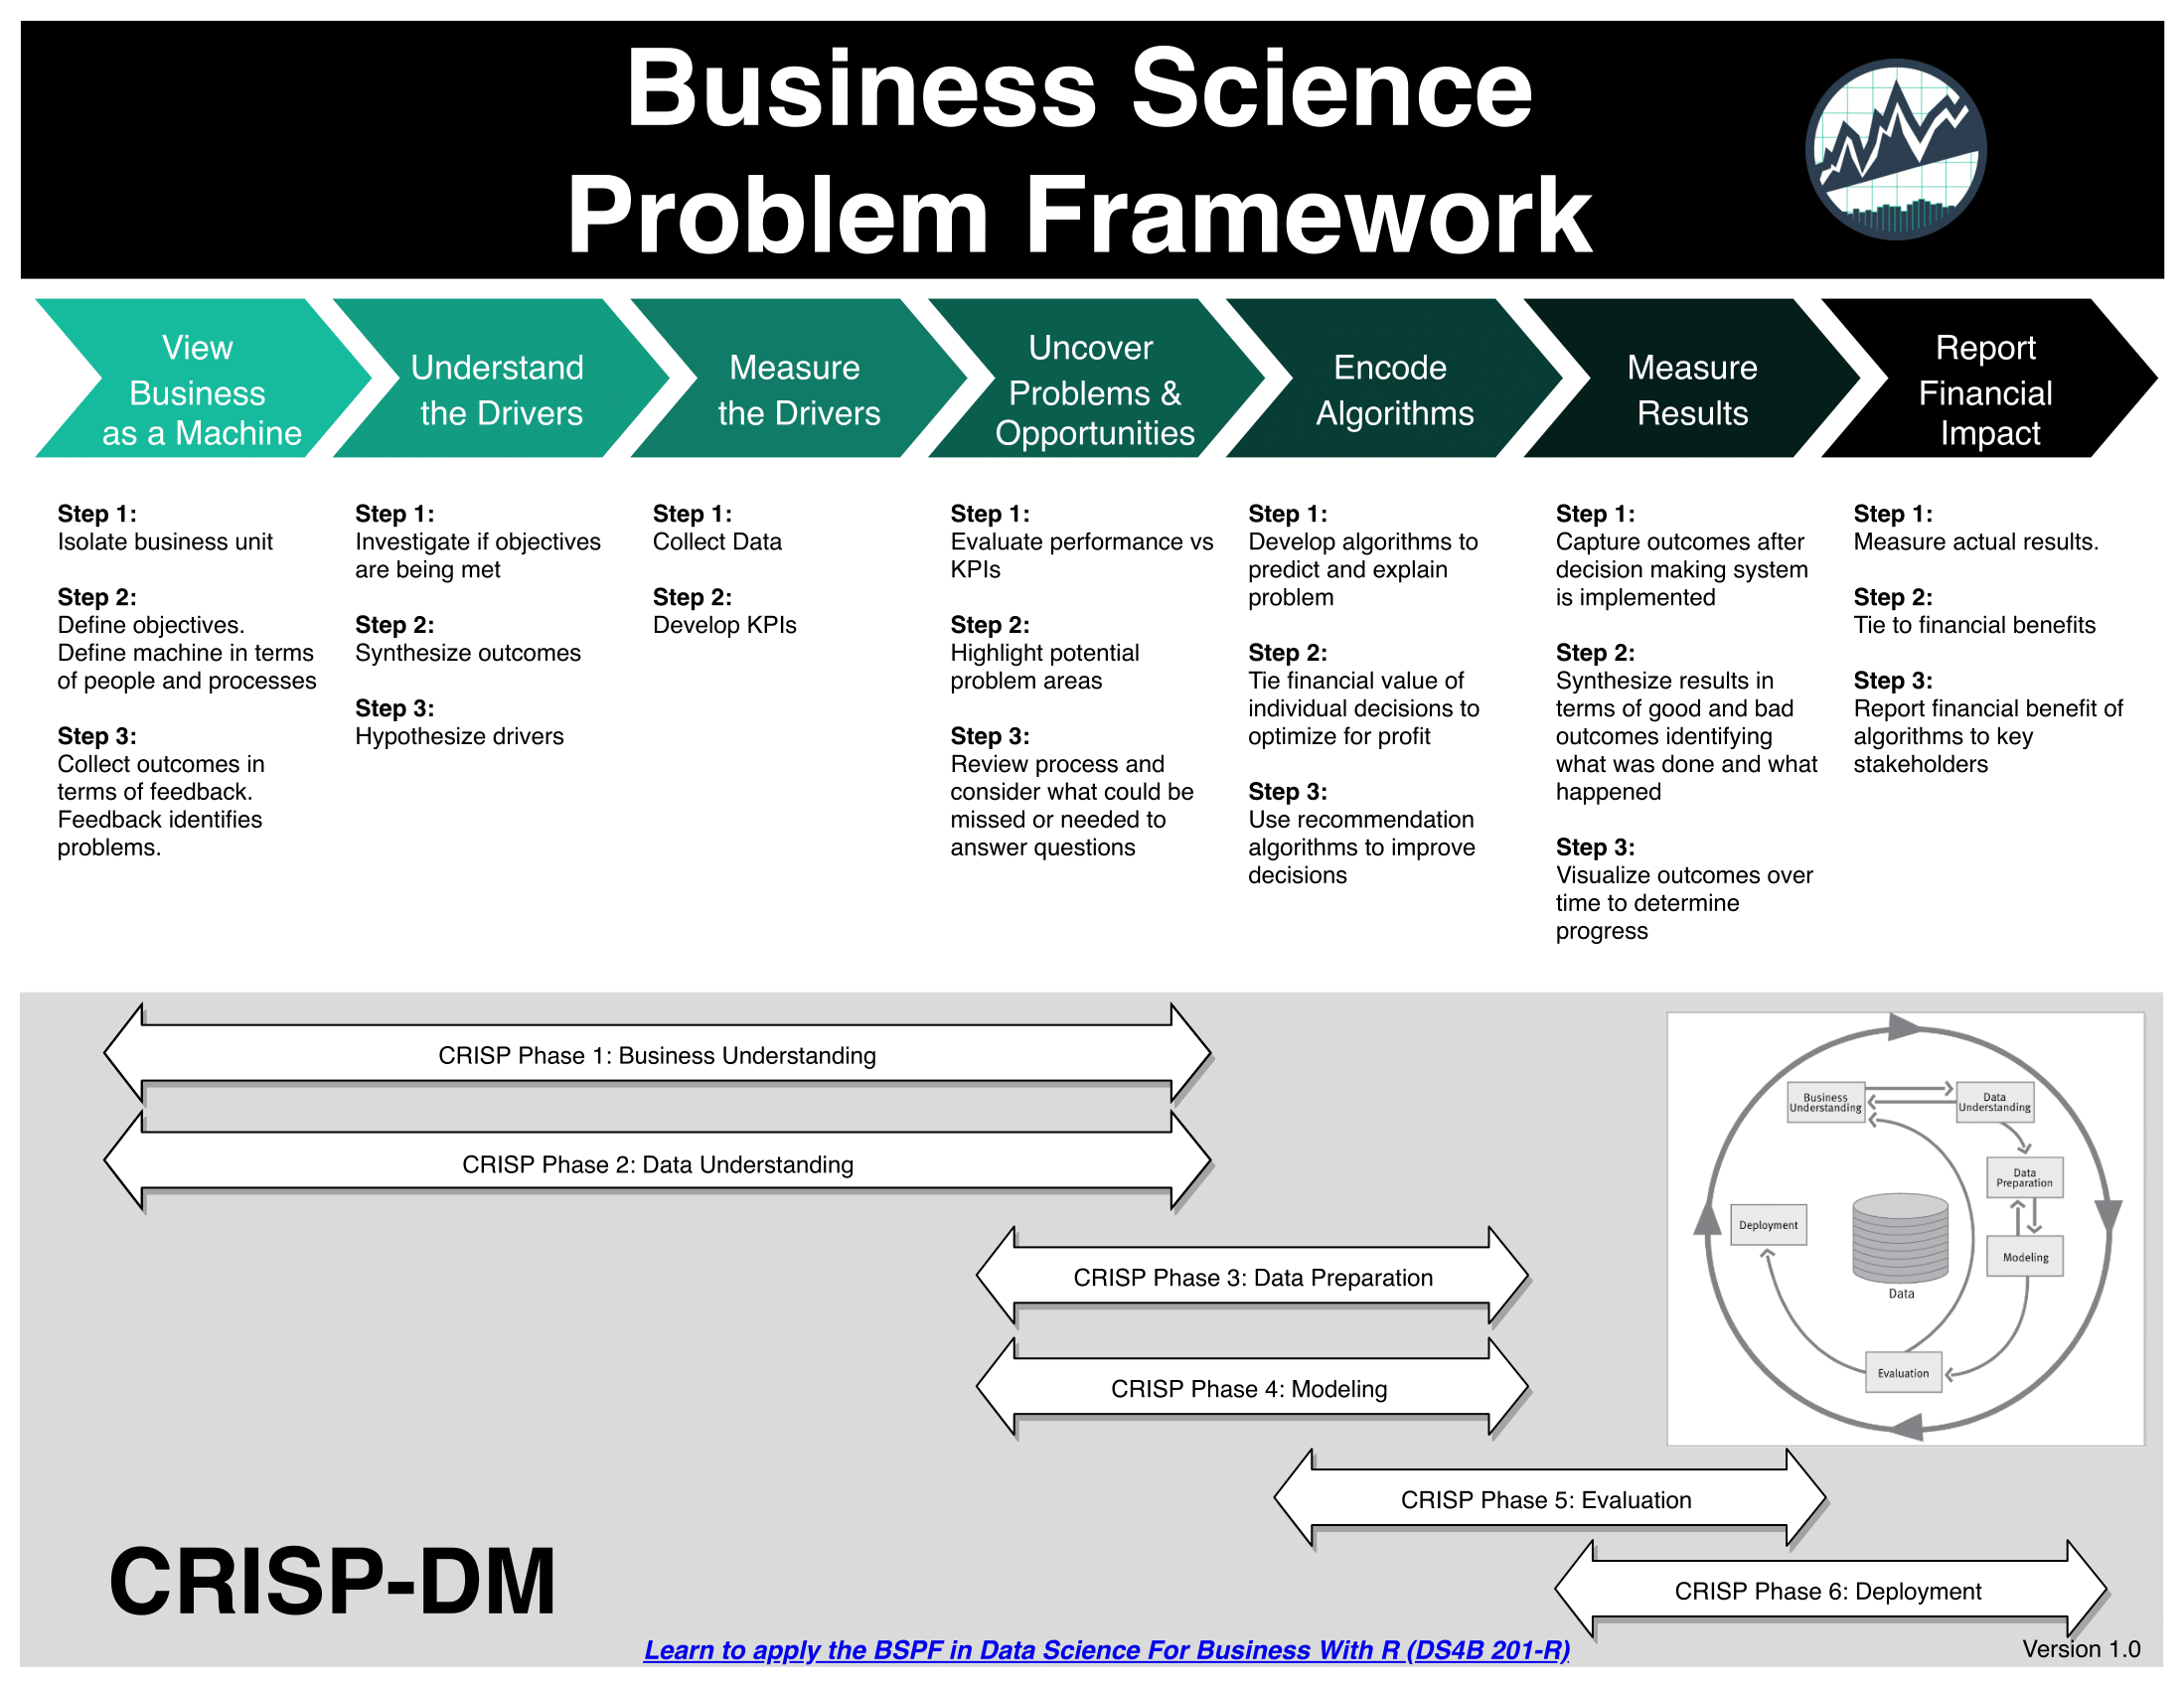 Business Science
Problem Framework
View
Business
as a Machine
Understand
the Drivers
Measure
the Drivers
Uncover
Problems &
Opportunities
Encode
Algorithms
Measure
Results
Report
Financial
Impact
Step 1:
Isolate business unit
Step 2:
Define objectives.
Define machine in terms
of people and processes
Step 3:
Collect outcomes in
terms of feedback.
Feedback identifies
problems.
Step 1:
Investigate if objectives
are being met
Step 2:
Synthesize outcomes
Step 3:
Hypothesize drivers
Step 1:
Collect Data
Step 2:
Develop KPIs
Step 1:
Evaluate performance vs
KPIs
Step 2:
Highlight potential
problem areas
Step 3:
Review process and
consider what could be
missed or needed to
answer questions
Step 1:
Develop algorithms to
predict and explain
problem
Step 2:
Tie financial value of
individual decisions to
optimize for profit
Step 3:
Use recommendation
algorithms to improve
decisions
Step 1:
Capture outcomes after
decision making system
is implemented
Step 2:
Synthesize results in
terms of good and bad
outcomes identifying
what was done and what
happened
Step 3:
Visualize outcomes over
time to determine
progress
Step 1:
Measure actual results.
Step 2:
Tie to financial benefits
Step 3:
Report financial benefit of
algorithms to key
stakeholders
CRISP Phase 1: Business Understanding
CRISP Phase 2: Data Understanding
CRISP Phase 3: Data Preparation
CRISP Phase 4: Modeling
CRISP Phase 5: Evaluation
CRISP Phase 6: Deployment
Business
Understanding
Data
Understanding
Data
Preparation
Modeling
Deployment
Data
Evaluation
CRISP-DM
Learn to apply the BSPF in Data Science For Business With R (DS4B 201-R)
Version 1.0